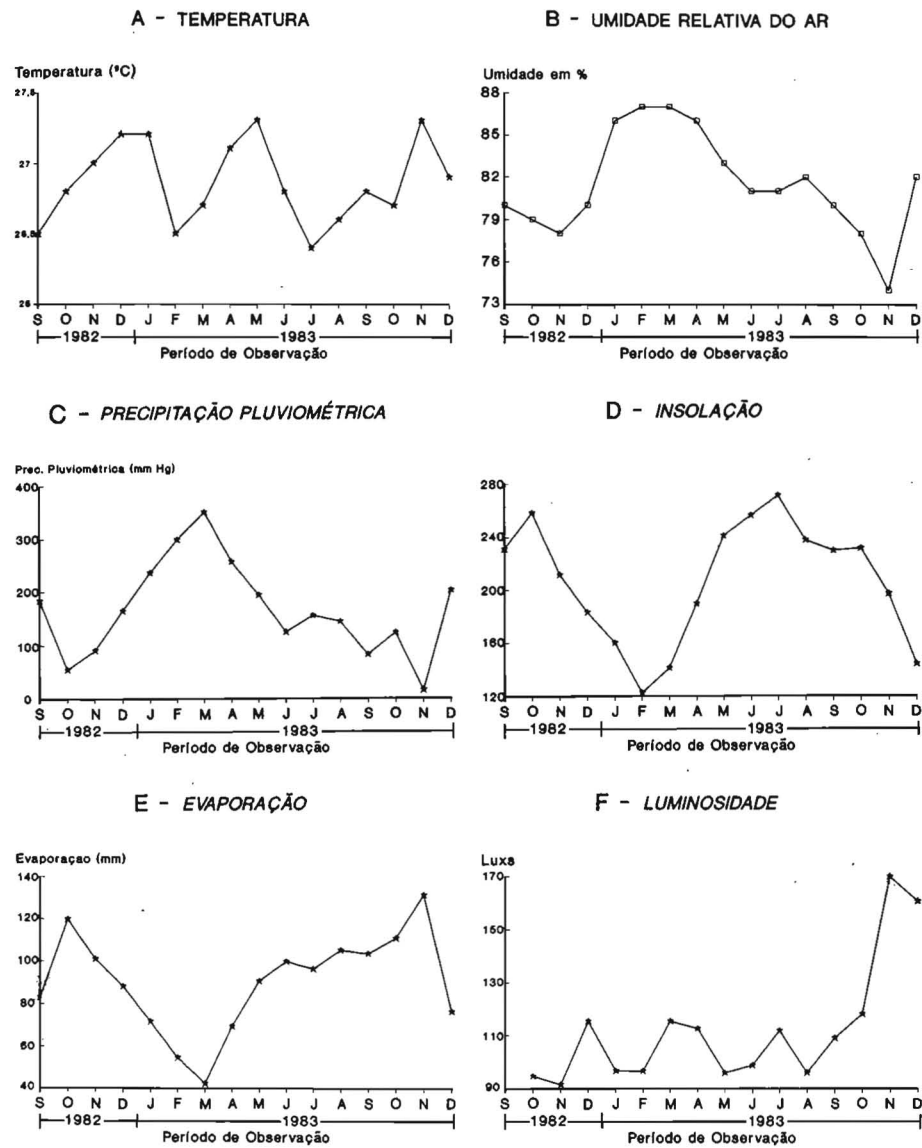 A - TEMPERATURA
Temperatura (ºC)
27,5
27
26,5
26
S O N D J F M A M J J A S O N D
1982 1983
Período de Observação
B - UMIDADE RELATIVA DO AR
Umidade em %
88
85
82
79
76
73
S O N D J F M A M J J A S O N D
1982 1983
Período de Observação
C - PRECIPITAÇÃO PLUVIOMÉTRICA
Prec. Pluviométrica (mm Hg)
400
300
200
100
0
S O N D J F M A M J J A S O N D
1982 1983
Período de Observação
D - INSOLAÇÃO
280
240
200
160
120
S O N D J F M A M J J A S O N D
1982 1983
Período de Observação
E - EVAPORAÇÃO
Evaporaçao (mm)
140
120
100
80
60
40
S O N D J F M A M J J A S O N D
1982 1983
Período de Observação
F - LUMINOSIDADE
Luxs
170
150
130
110
90
S O N D J F M A M J J A S O N D
1982 1983
Período de Observação